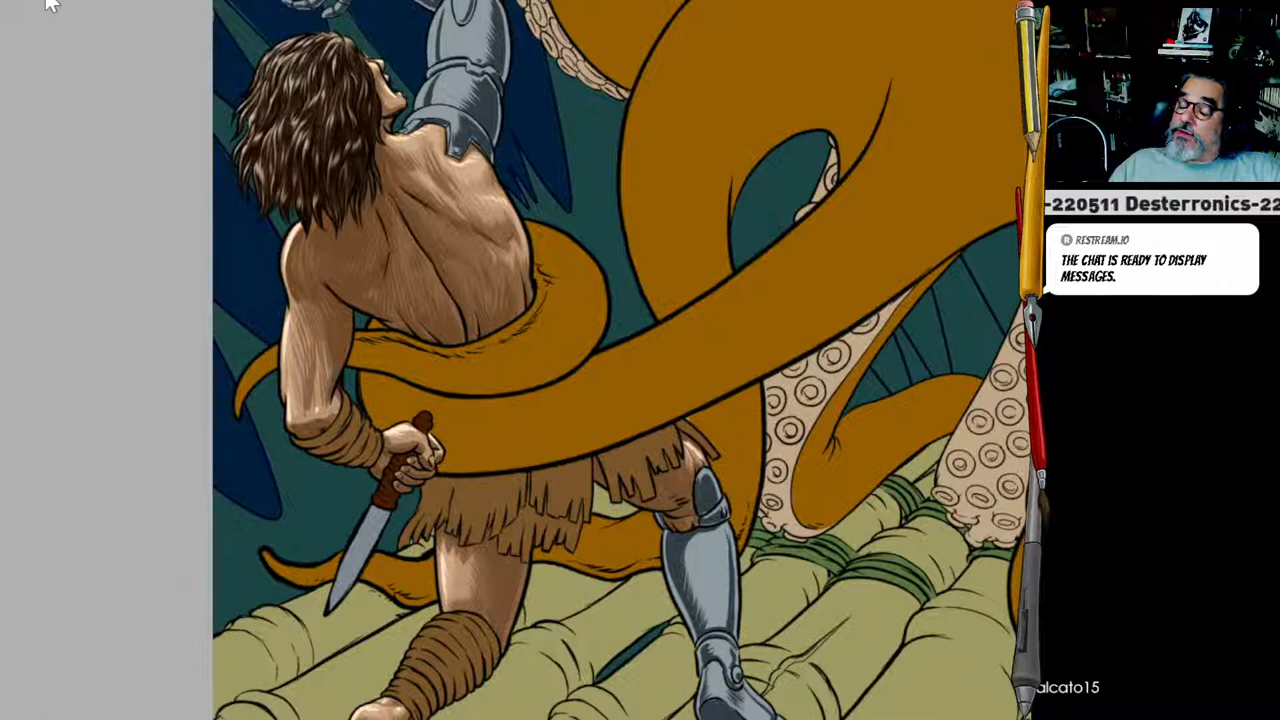 -220511 Desterronics-22
RESTREAM.IO
THE CHAT IS READY TO DISPLAY
MESSAGES.
alcato15